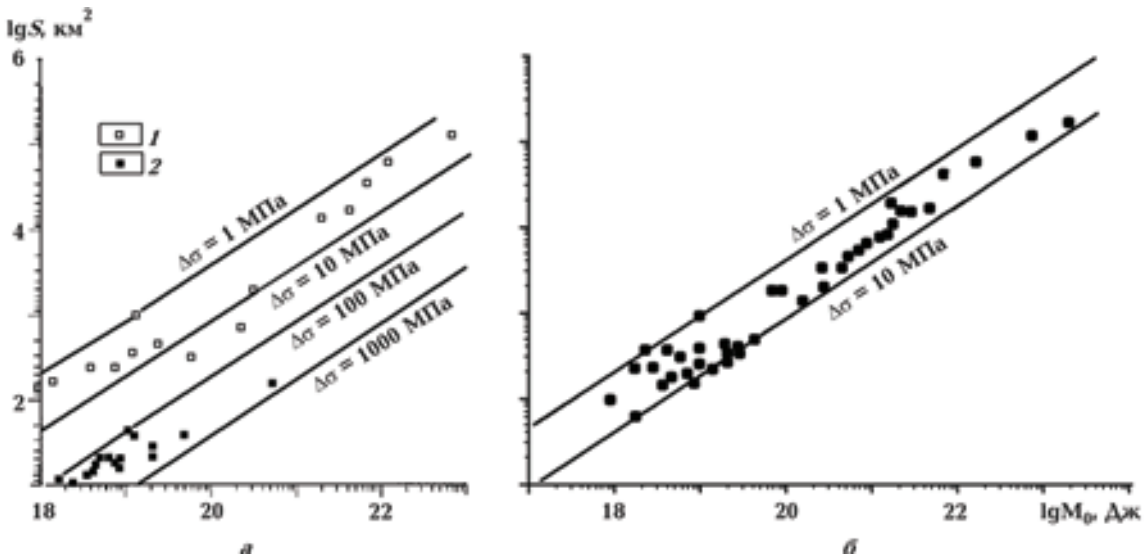 lgS, км²
6
4
2
1
2
Δσ = 1 МПа
Δσ = 10 МПа
Δσ = 100 МПа
Δσ = 1000 МПа
18 20 22
а
Δσ = 1 МПа
Δσ = 10 МПа
18 20 22 lgM₀, Дж
б